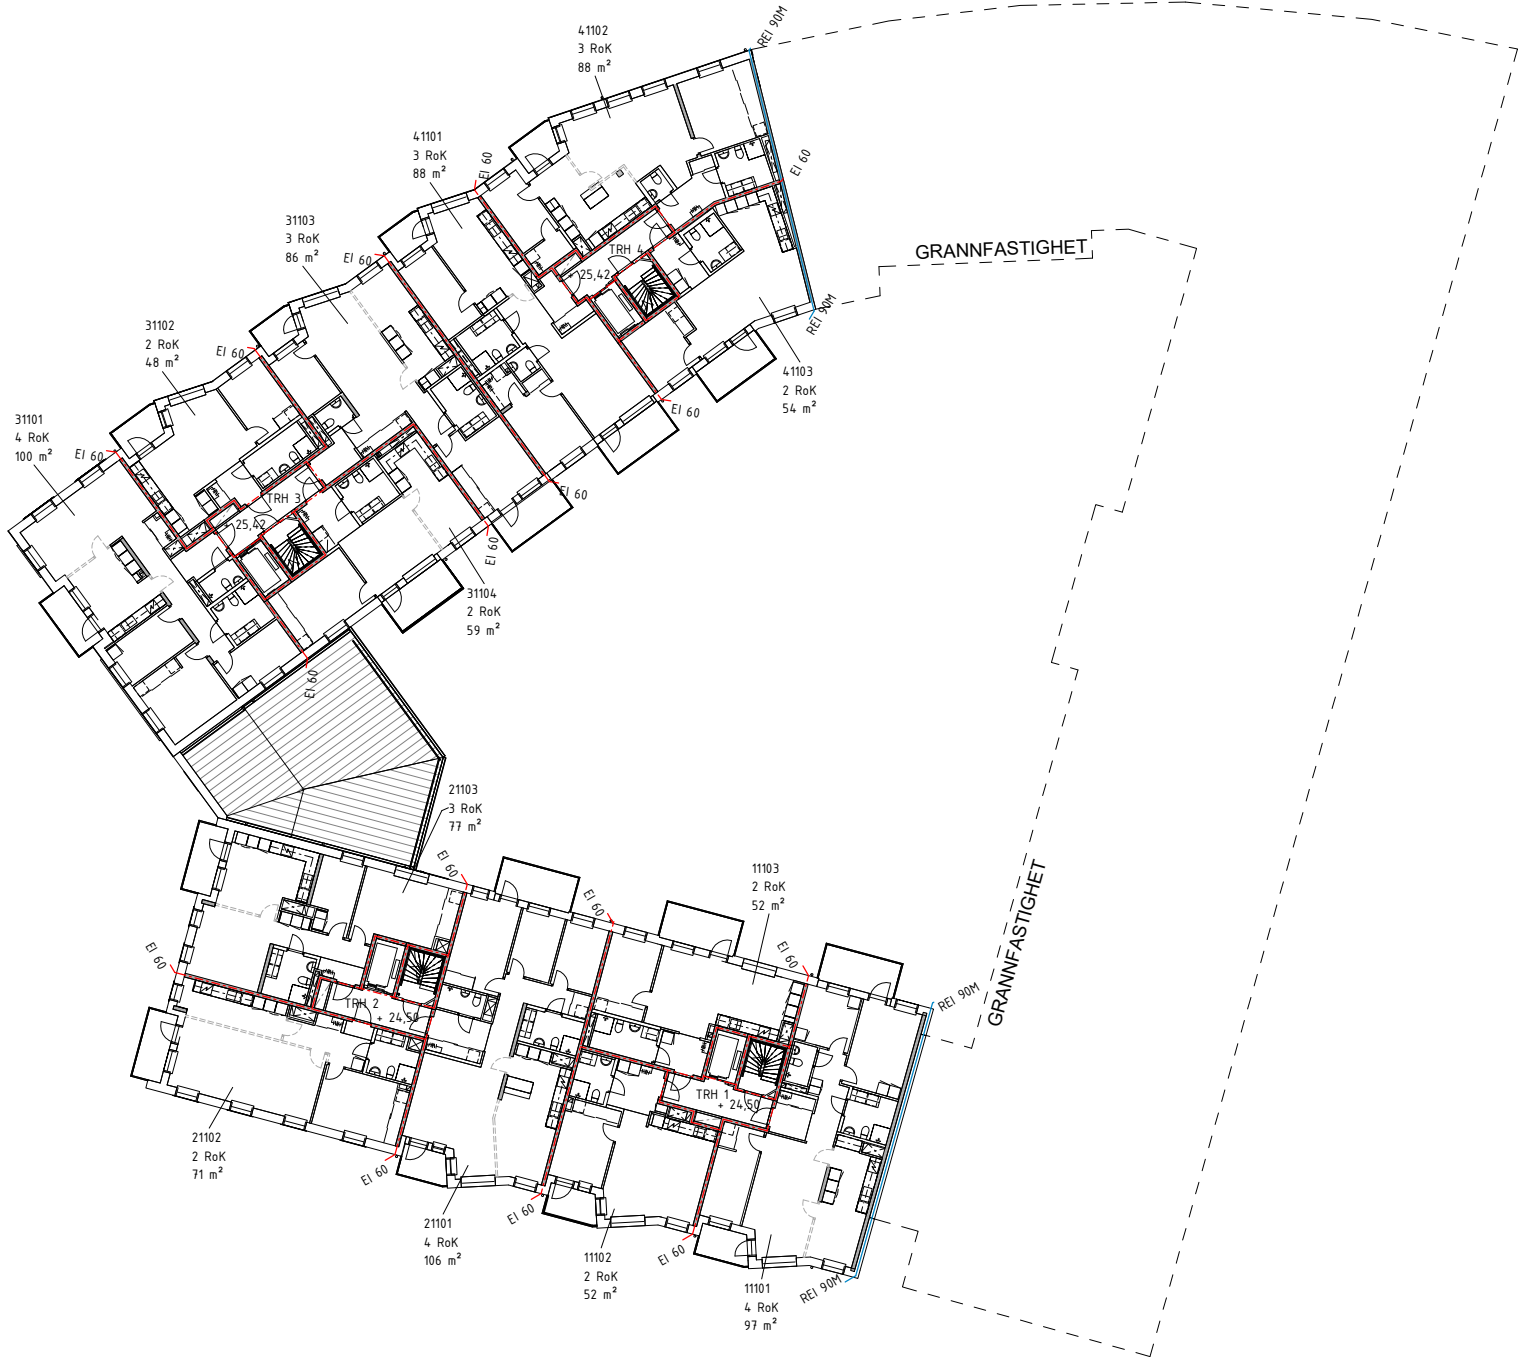 REI 90M
41102
3 RoK
88 m²
41101
3 RoK
88 m²
EI 60
EI 60
31103
3 RoK
86 m²
TRH 4
+ 25,42
GRANNFASTIGHET
EI 60
REI 90M
31102
2 RoK
48 m²
EI 60
41103
2 RoK
54 m²
EI 60
31101
4 RoK
100 m²
EI 60
TRH 3
+ 25,42
EI 60
EI 60
31104
2 RoK
59 m²
EI 60
21103
3 RoK
77 m²
EI 60
11103
2 RoK
52 m²
EI 60
GRANNFASTIGHET
EI 60
EI 60
REI 90M
TRH 2
+ 24,50
TRH 1
+ 24,50
21102
2 RoK
71 m²
EI 60
21101
4 RoK
106 m²
EI 60
11102
2 RoK
52 m²
EI 60
11101
4 RoK
97 m²
REI 90M